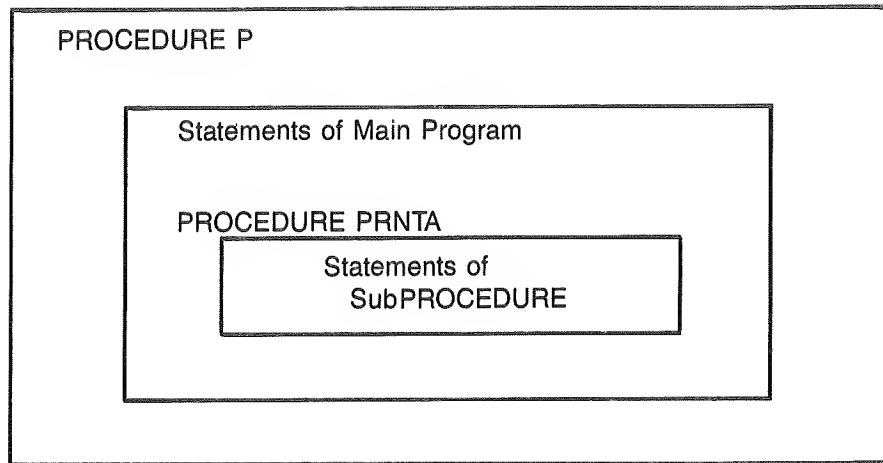 PROCEDURE P
Statements of Main Program
PROCEDURE PRNTA
Statements of
SubPROCEDURE